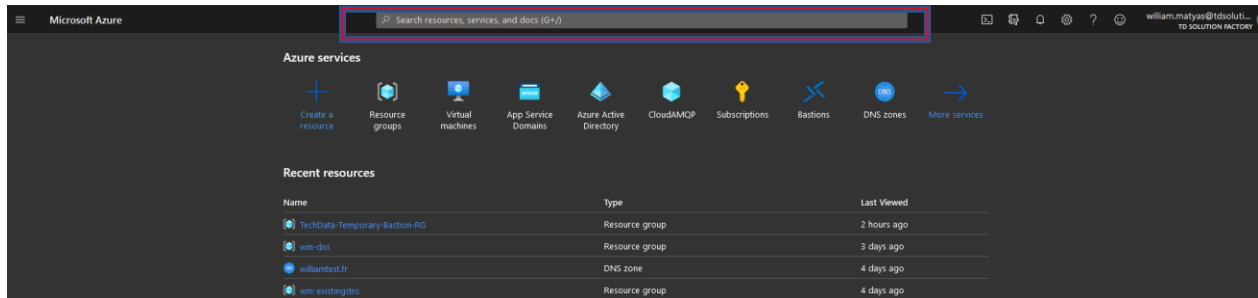 Microsoft Azure
Search resources, services, and docs (G+/)
william.matyas@tdsoluti...
TD SOLUTION FACTORY
Azure services
Create a resource
Resource groups
Virtual machines
App Service Domains
Azure Active Directory
CloudAMQP
Subscriptions
Bastions
DNS zones
More services
WWW
DNS
Recent resources
Name Type Last Viewed
TechData-Temporary-Bastion-RG Resource group 2 hours ago
wm-dns Resource group 3 days ago
williamtest.fr DNS zone 4 days ago
wm-existingdns Resource group 4 days ago